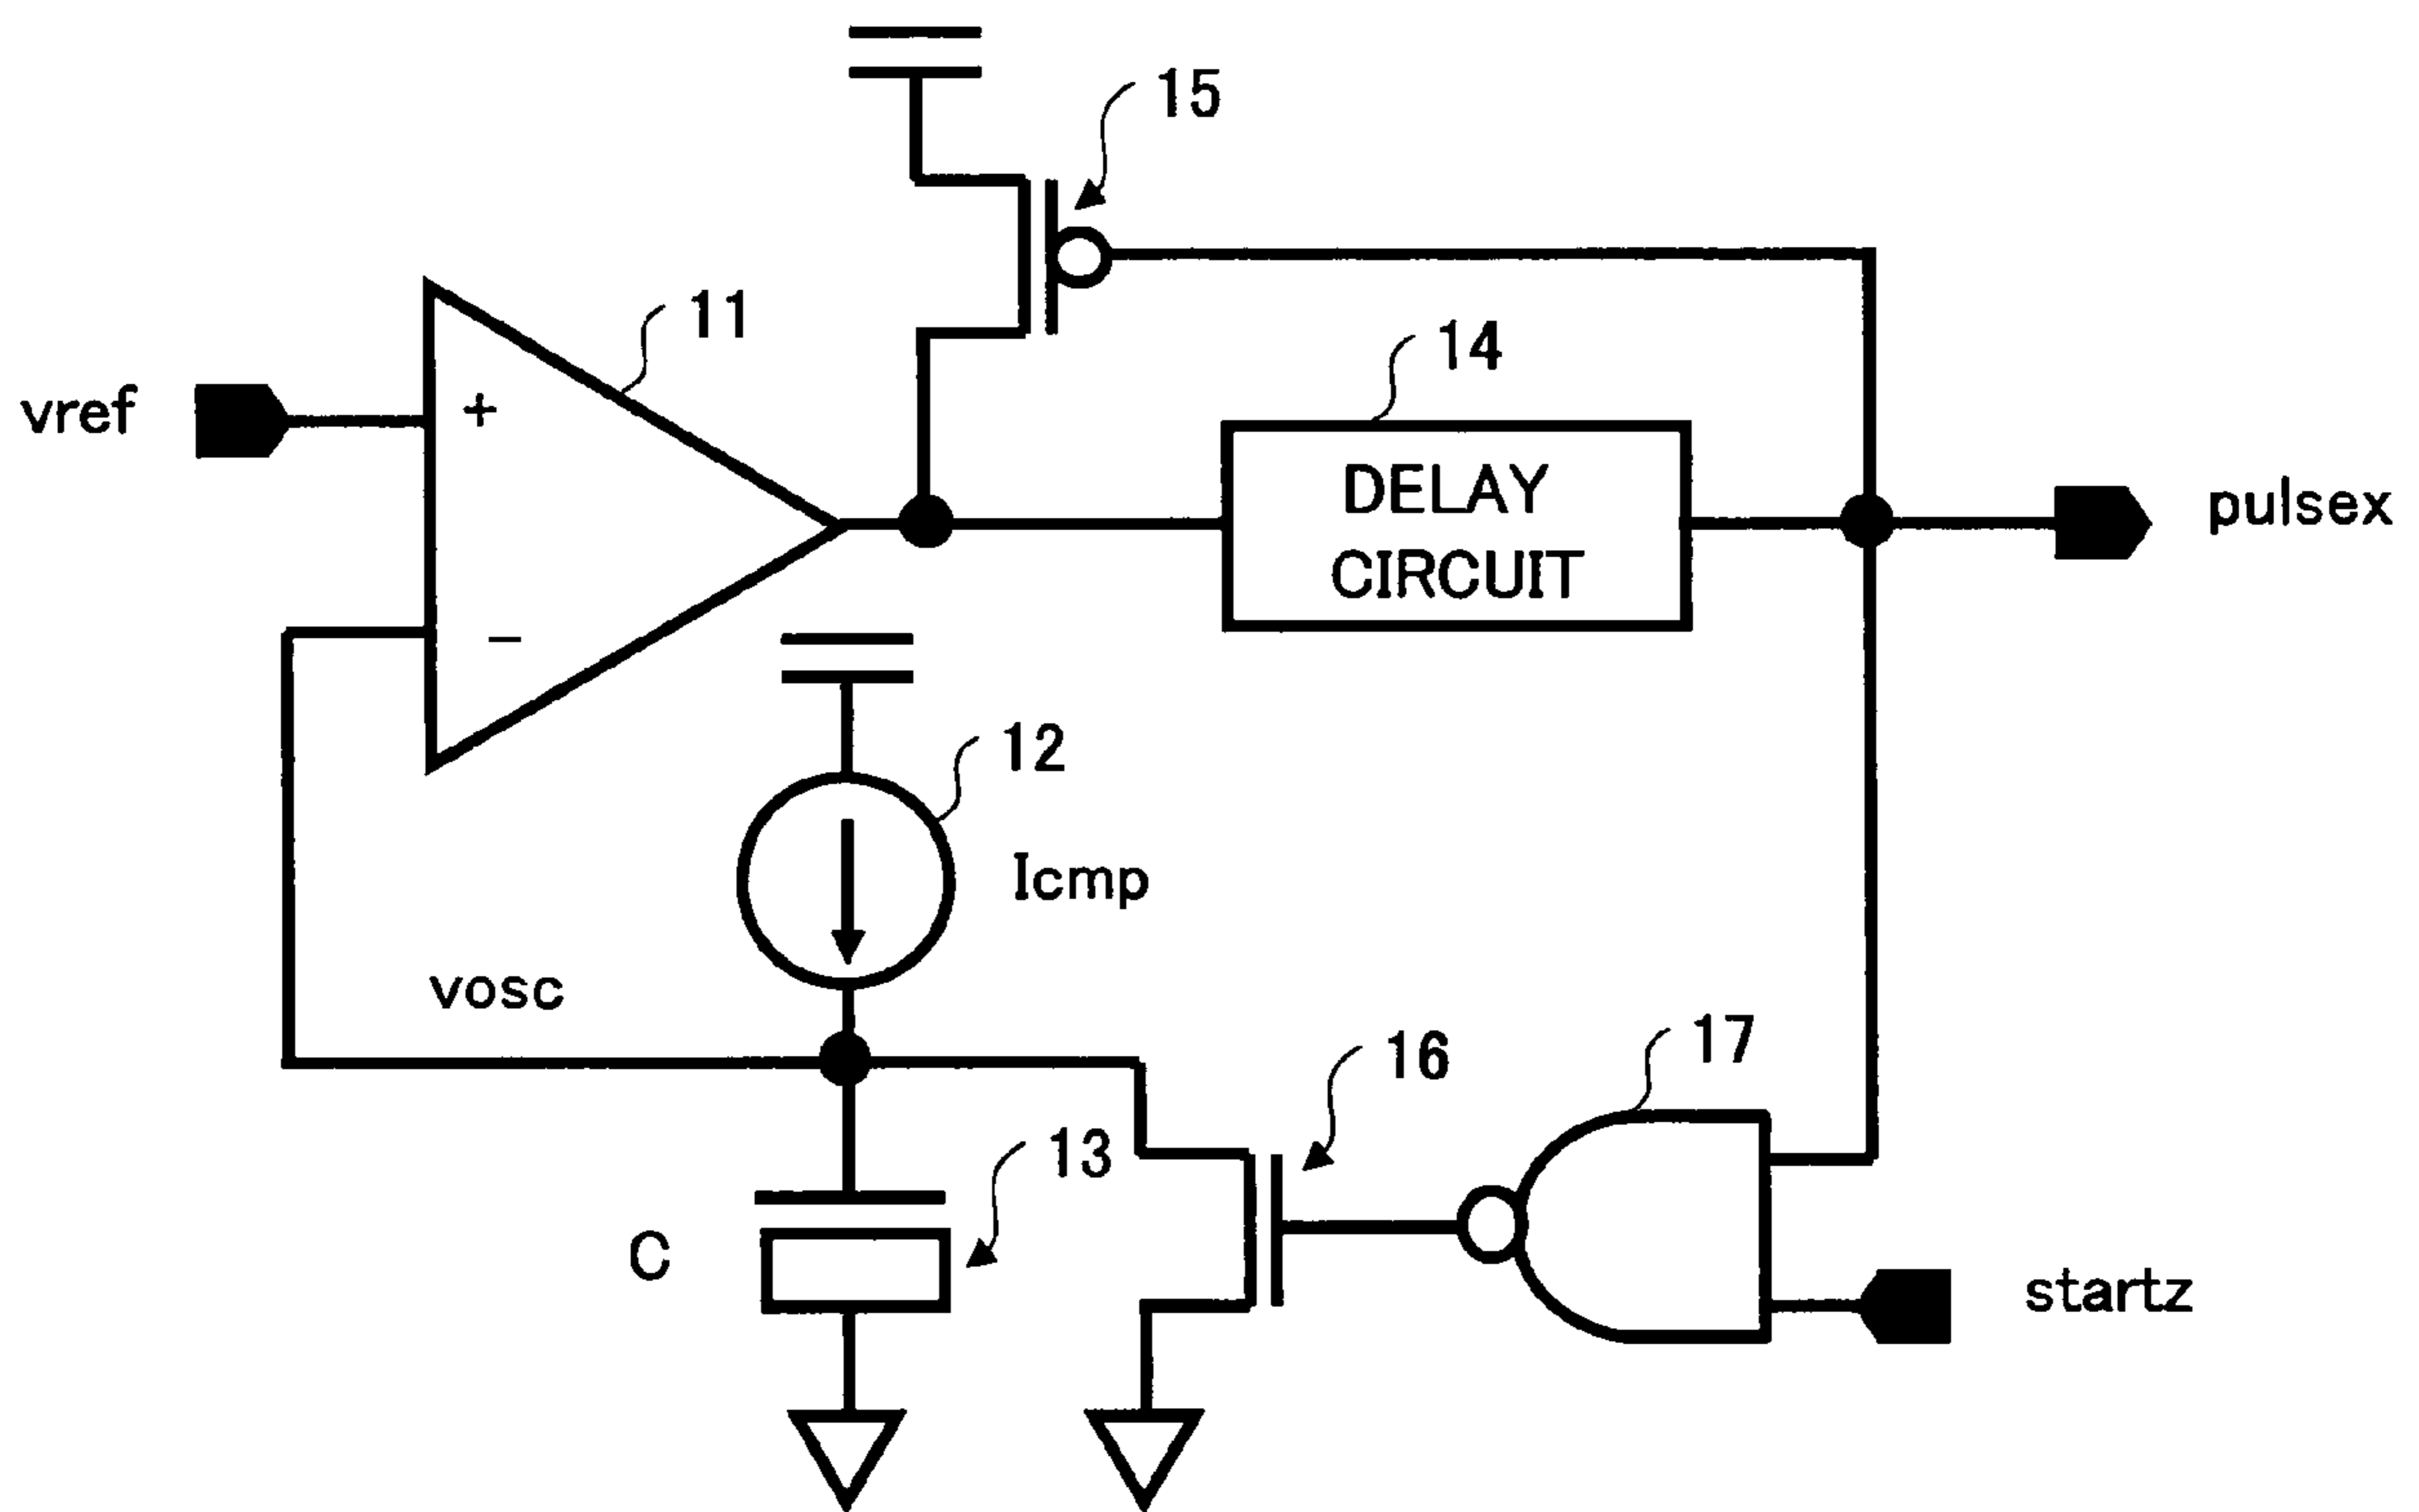 15
11
vref
+
14
DELAY
CIRCUIT
pulsex
−
12
Icmp
vosc
17
16
13
C
startz